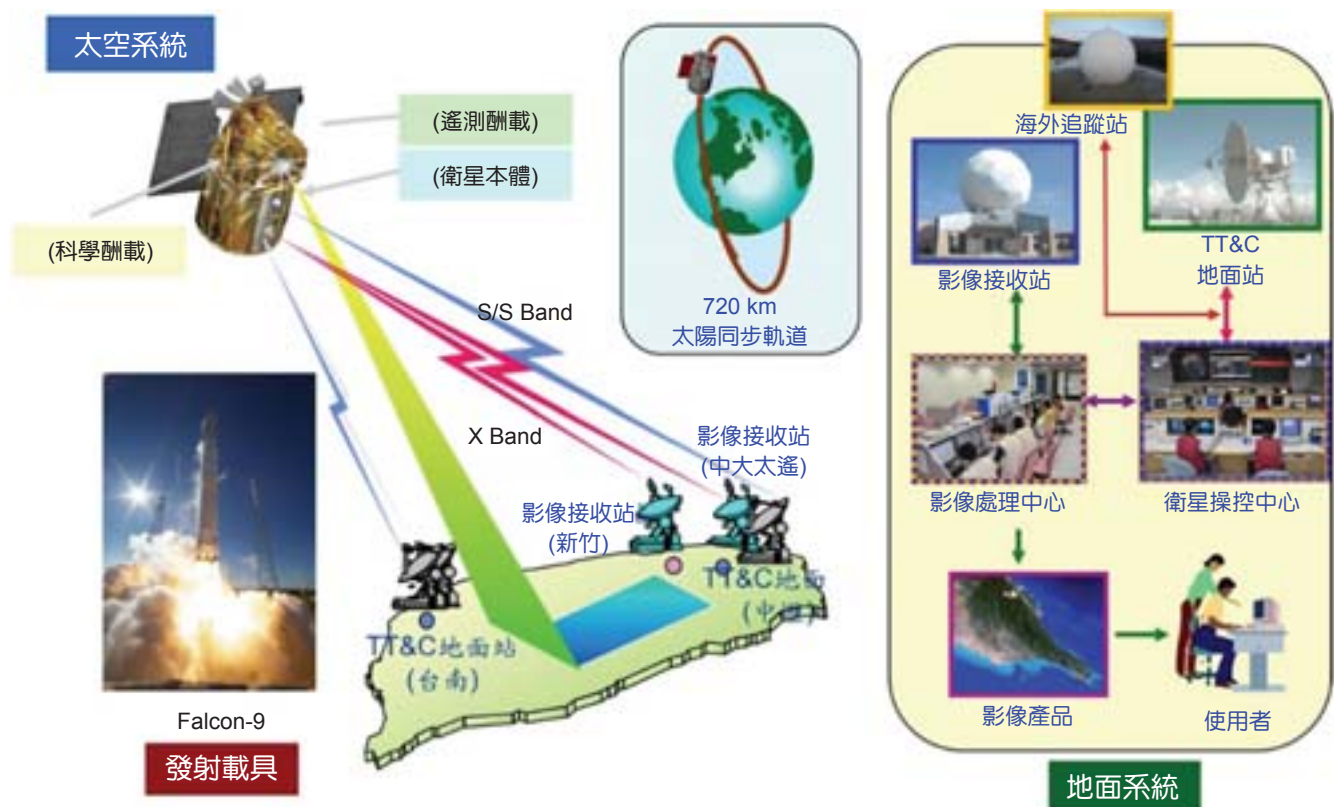 太空系統
(遙測酬載)
(衛星本體)
(科學酬載)
S/S Band
X Band
720 km
太陽同步軌道
影像接收站
(中大太遙)
影像接收站
(新竹)
TT&C地面
(中壢)
TT&C地面站
(台南)
Falcon-9
發射載具
海外追蹤站
影像接收站
TT&C
地面站
影像處理中心
衛星操控中心
影像產品
使用者
地面系統